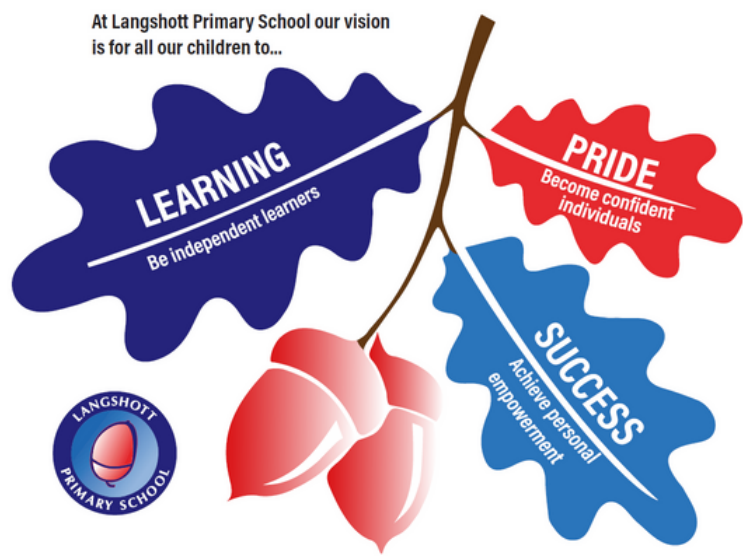 At Langshott Primary School our vision
is for all our children to...
LEARNING
Be independent learners
PRIDE
Become confident
individuals
SUCCESS
Achieve personal
empowerment
LANGSHOTT
PRIMARY SCHOOL